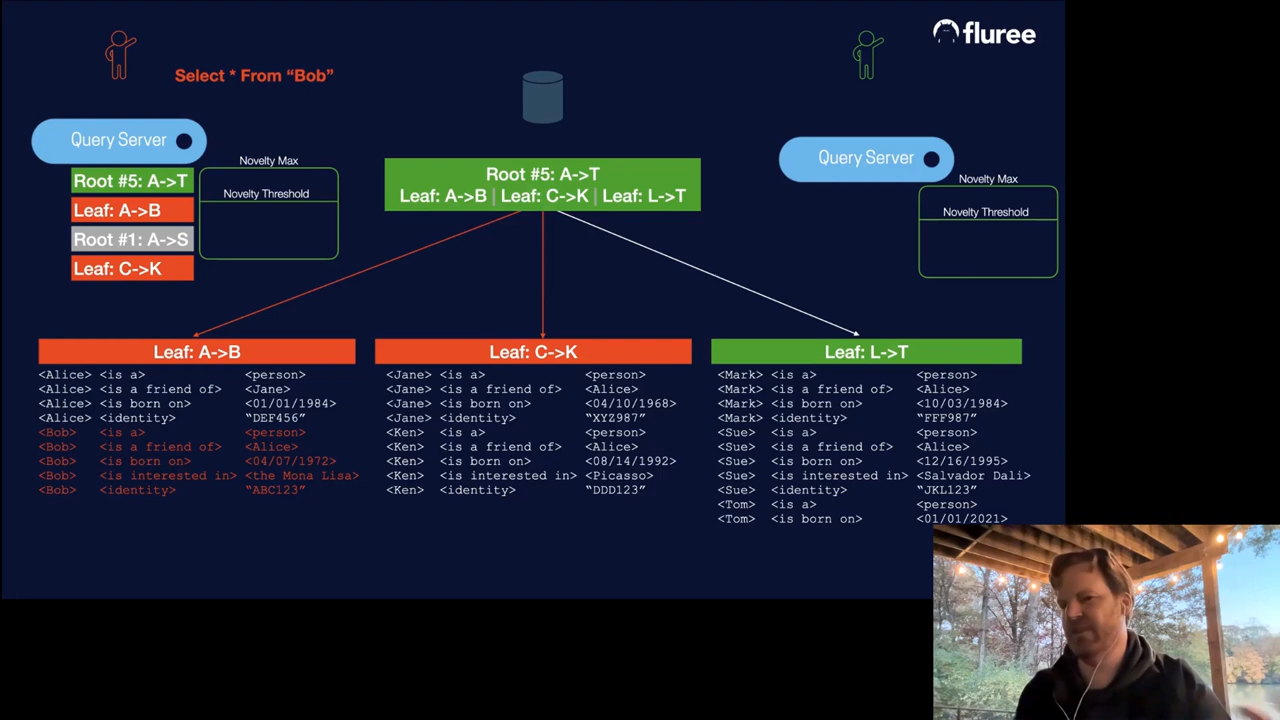 fluree
Select * From “Bob”
Query Server
Root #5: A->T
Leaf: A->B
Root #1: A->S
Leaf: C->K
Novelty Max
Novelty Threshold
Root #5: A->T
Leaf: A->B | Leaf: C->K | Leaf: L->T
Query Server
Novelty Max
Novelty Threshold
Leaf: A->B
<Alice> <is a> <person>
<Alice> <is a friend of> <Jane>
<Alice> <is born on> <01/01/1984>
<Alice> <identity> “DEF456”
<Bob> <is a> <person>
<Bob> <is a friend of> <Alice>
<Bob> <is born on> <04/07/1972>
<Bob> <is interested in> <the Mona Lisa>
<Bob> <identity> “ABC123”
Leaf: C->K
<Jane> <is a> <person>
<Jane> <is a friend of> <Alice>
<Jane> <is born on> <04/10/1968>
<Jane> <identity> “XYZ987”
<Ken> <is a> <person>
<Ken> <is a friend of> <Alice>
<Ken> <is born on> <08/14/1992>
<Ken> <is interested in> <Picasso>
<Ken> <identity> “DDD123”
Leaf: L->T
<Mark> <is a> <person>
<Mark> <is a friend of> <Alice>
<Mark> <is born on> <10/03/1984>
<Mark> <identity> “FFF987”
<Sue> <is a> <person>
<Sue> <is a friend of> <Alice>
<Sue> <is born on> <12/16/1995>
<Sue> <is interested in> <Salvador Dali>
<Sue> <identity> “JKL123”
<Tom> <is a> <person>
<Tom> <is born on> <01/01/2021>